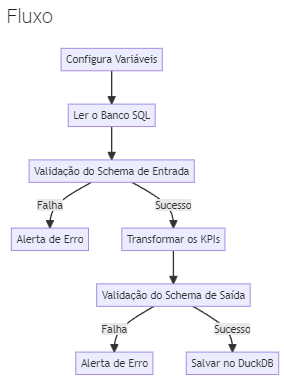 Fluxo
Configura Variáveis
Ler o Banco SQL
Validação do Schema de Entrada
Falha
Sucesso
Alerta de Erro
Transformar os KPIs
Validação do Schema de Saída
Falha
Sucesso
Alerta de Erro
Salvar no DuckDB